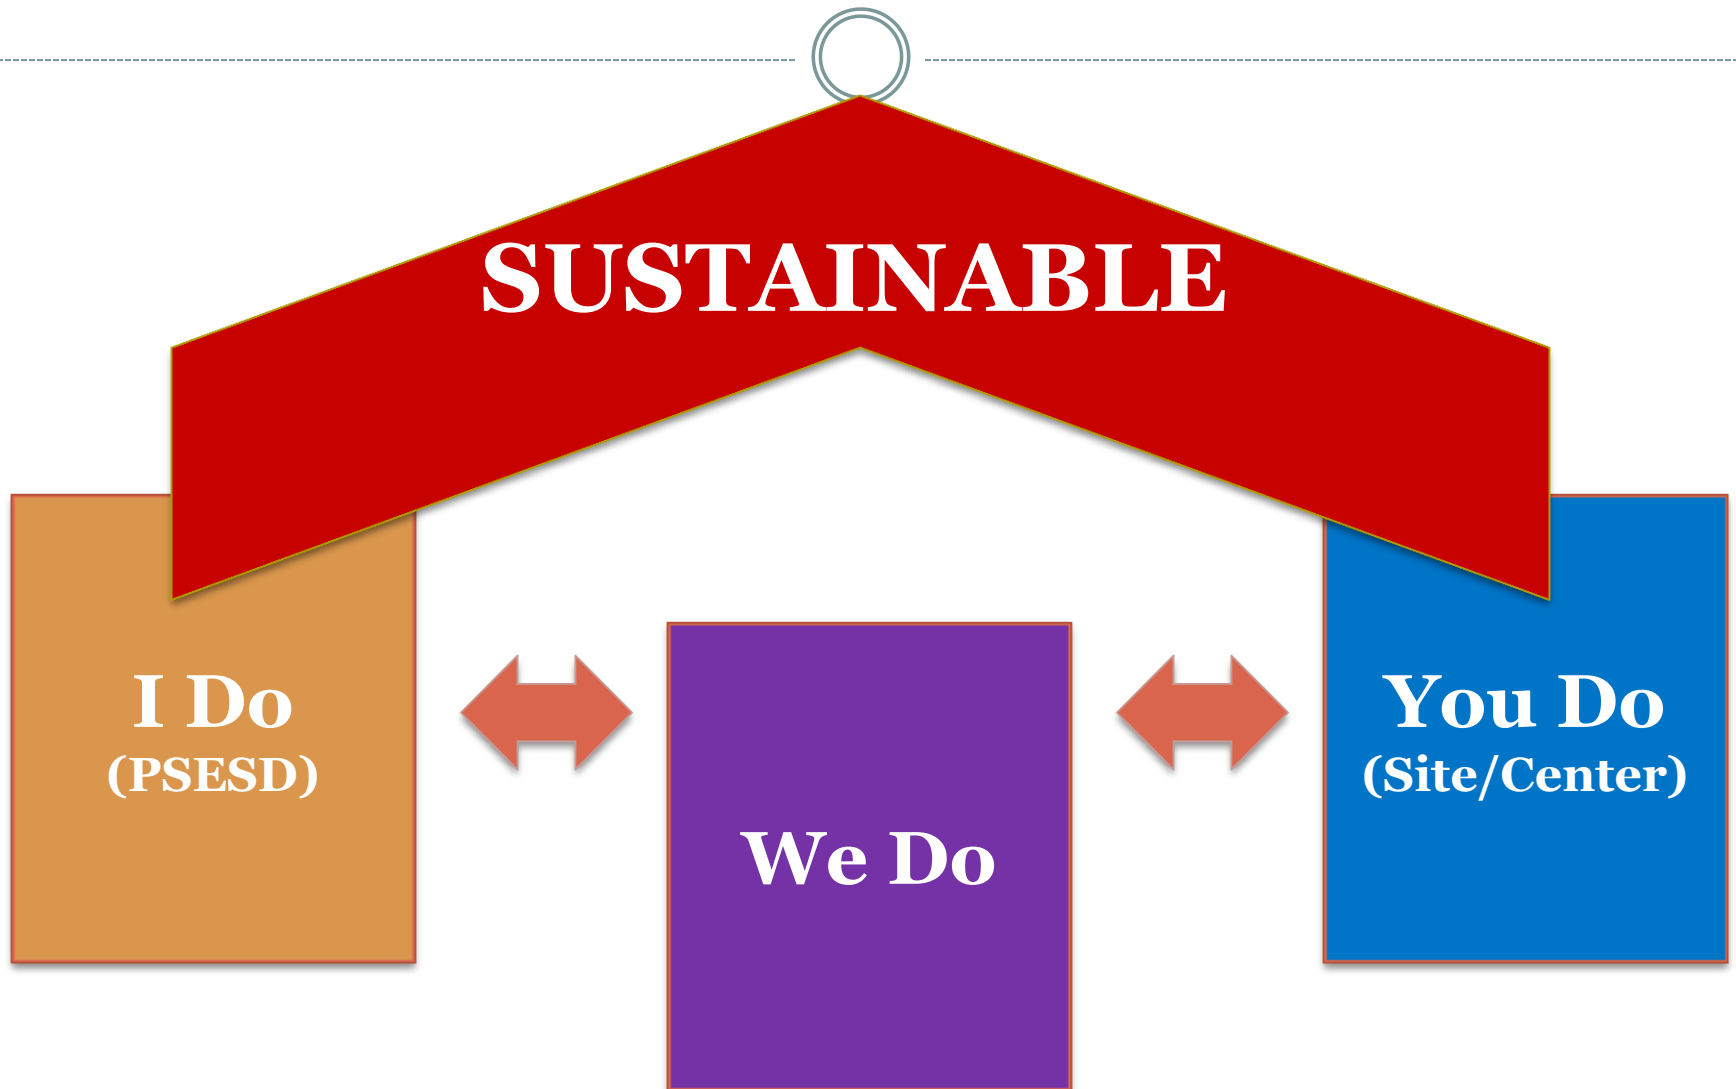 SUSTAINABLE
I Do
(PSESD)
We Do
You Do
(Site/Center)